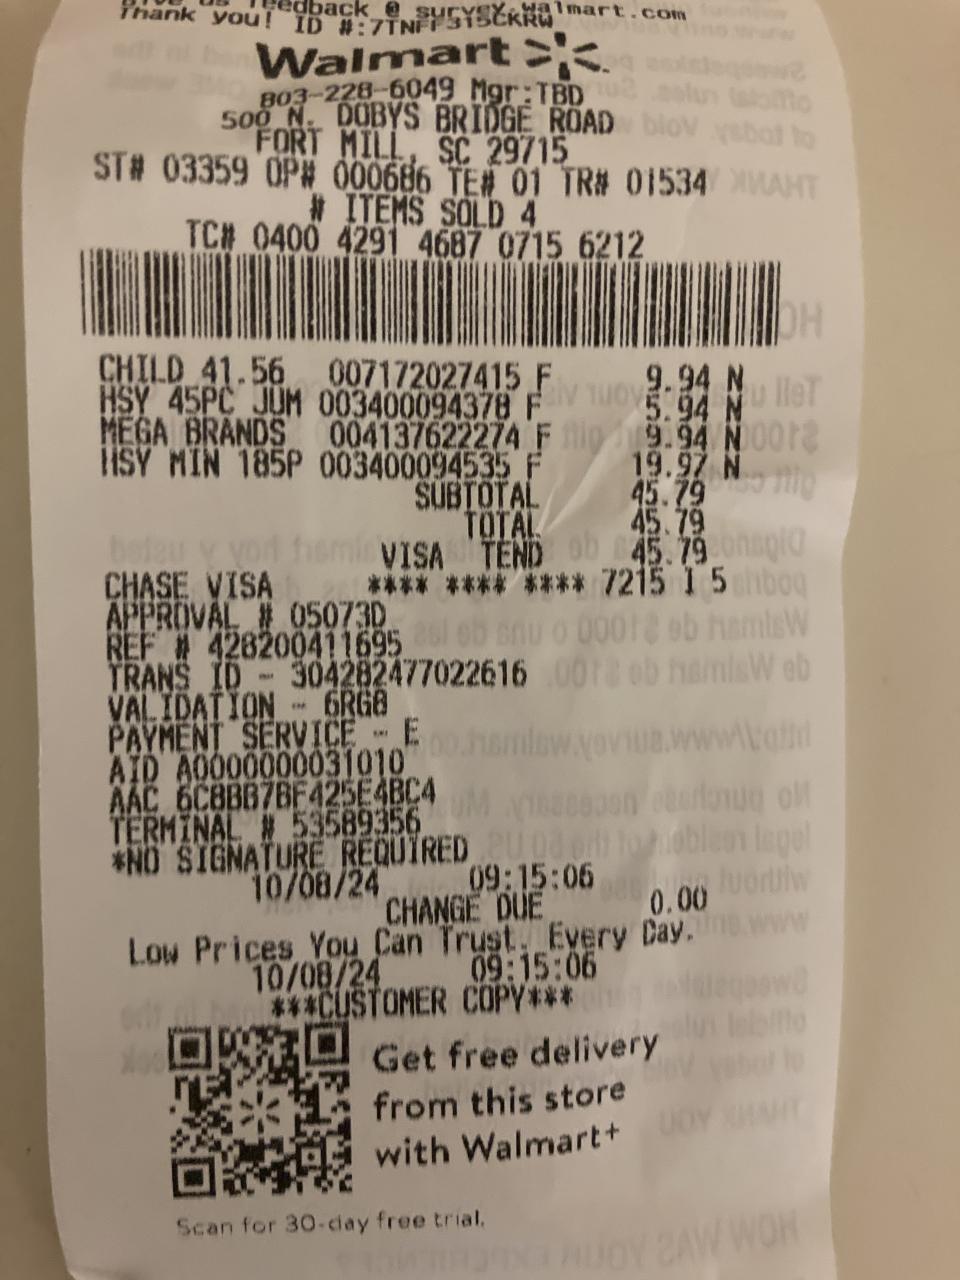 feedback @ survey.walmart.com
Thank you! ID #:7TNFF315CKRW
Walmart
803-228-6049 Mgr:TBD
500 N. DOBYS BRIDGE ROAD
FORT MILL, SC 29715
ST# 03359 OP# 000686 TE# 01 TR# 01534
# ITEMS SOLD 4
TC# 0400 4291 4687 0715 6212
CHILD 41.56 007172027415 F 9.94 N
HSY 45PC JUM 003400094378 F 5.94 N
MEGA BRANDS 004137622274 F 9.94 N
HSY MIN 185P 003400094535 F 19.97 N
SUBTOTAL 45.79
TOTAL 45.79
VISA TEND 45.79
CHASE VISA **** **** **** 7215 I 5
APPROVAL # 05073D
REF # 428200411695
TRANS ID - 304282477022616
VALIDATION - 6RG8
PAYMENT SERVICE - E
AID A0000000031010
AAC 6C8BB7BF425E4BC4
TERMINAL # 53589356
*NO SIGNATURE REQUIRED
10/08/24 09:15:06
CHANGE DUE 0.00
Low Prices You Can Trust. Every Day.
10/08/24 09:15:06
***CUSTOMER COPY***
Get free delivery
from this store
with Walmart+
Scan for 30-day free trial.